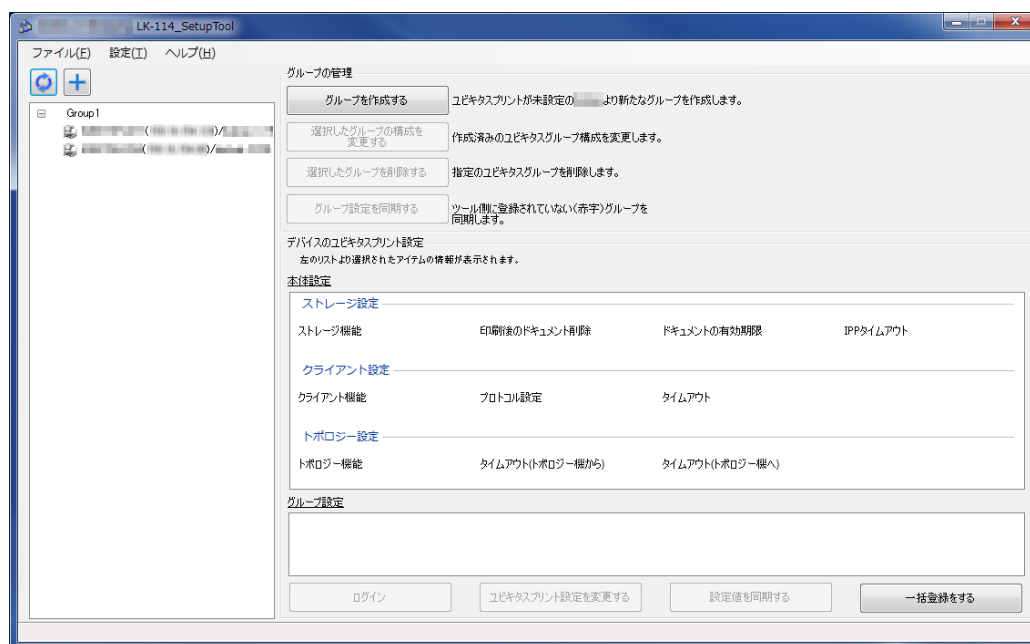 LK-114_SetupTool
ファイル(F) 設定(T) ヘルプ(H)
Group1
グループの管理
グループを作成する
ユビキタスプリントが未設定の より新たなグループを作成します。
選択したグループの構成を
変更する
作成済みのユビキタスグループ構成を変更します。
選択したグループを削除する
指定のユビキタスグループを削除します。
グループ設定を同期する
ツール側に登録されていない(赤字)グループを
同期します。
デバイスのユビキタスプリント設定
左のリストより選択されたアイテムの情報が表示されます。
本体設定
ストレージ設定
ストレージ機能 印刷後のドキュメント削除 ドキュメントの有効期限 IPPタイムアウト
クライアント設定
クライアント機能 プロトコル設定 タイムアウト
トポロジー設定
トポロジー機能 タイムアウト(トポロジー機から) タイムアウト(トポロジー機へ)
グループ設定
ログイン ユビキタスプリント設定を変更する 設定値を同期する 一括登録をする